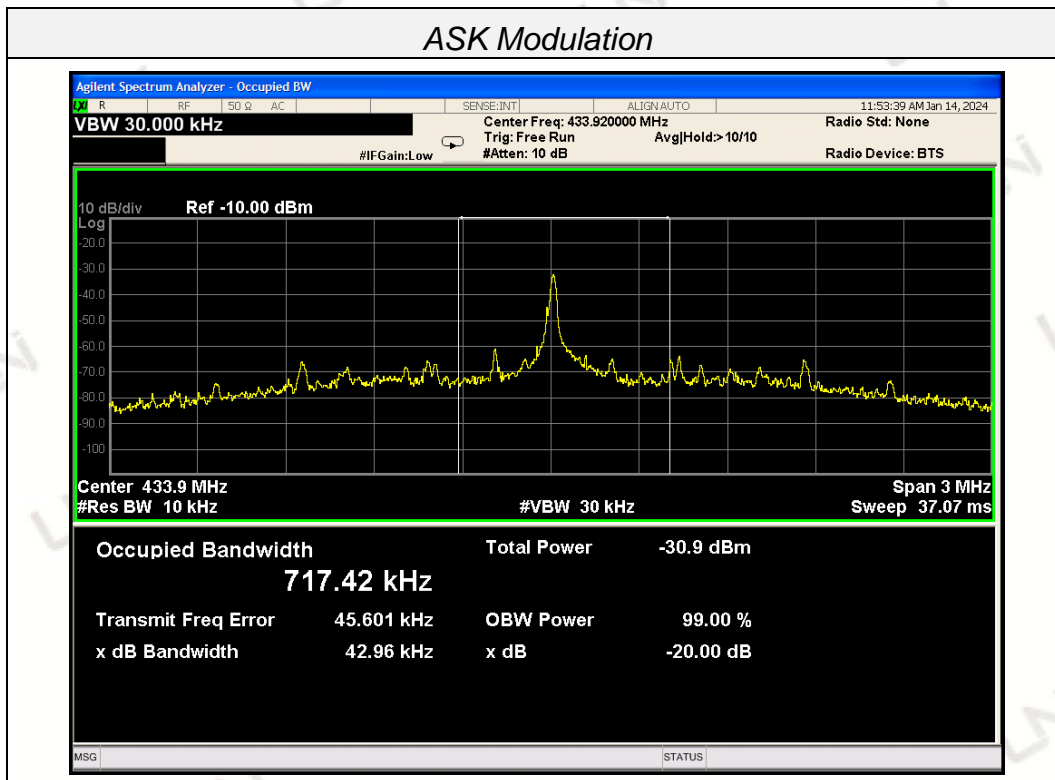 ASK Modulation
Agilent Spectrum Analyzer - Occupied BW
LXI R RF 50 Ω AC SENSE:INT ALIGN AUTO 11:53:39 AM Jan 14, 2024
VBW 30.000 kHz Center Freq: 433.920000 MHz Radio Std: None
Trig: Free Run Avg|Hold:> 10/10
#IFGain:Low #Atten: 10 dB Radio Device: BTS
10 dB/div Ref -10.00 dBm
Log
-20.0
-30.0
-40.0
-50.0
-60.0
-70.0
-80.0
-90.0
-100
Center 433.9 MHz Span 3 MHz
#Res BW 10 kHz #VBW 30 kHz Sweep 37.07 ms
Occupied Bandwidth Total Power -30.9 dBm
717.42 kHz
Transmit Freq Error 45.601 kHz OBW Power 99.00 %
x dB Bandwidth 42.96 kHz x dB -20.00 dB
MSG STATUS